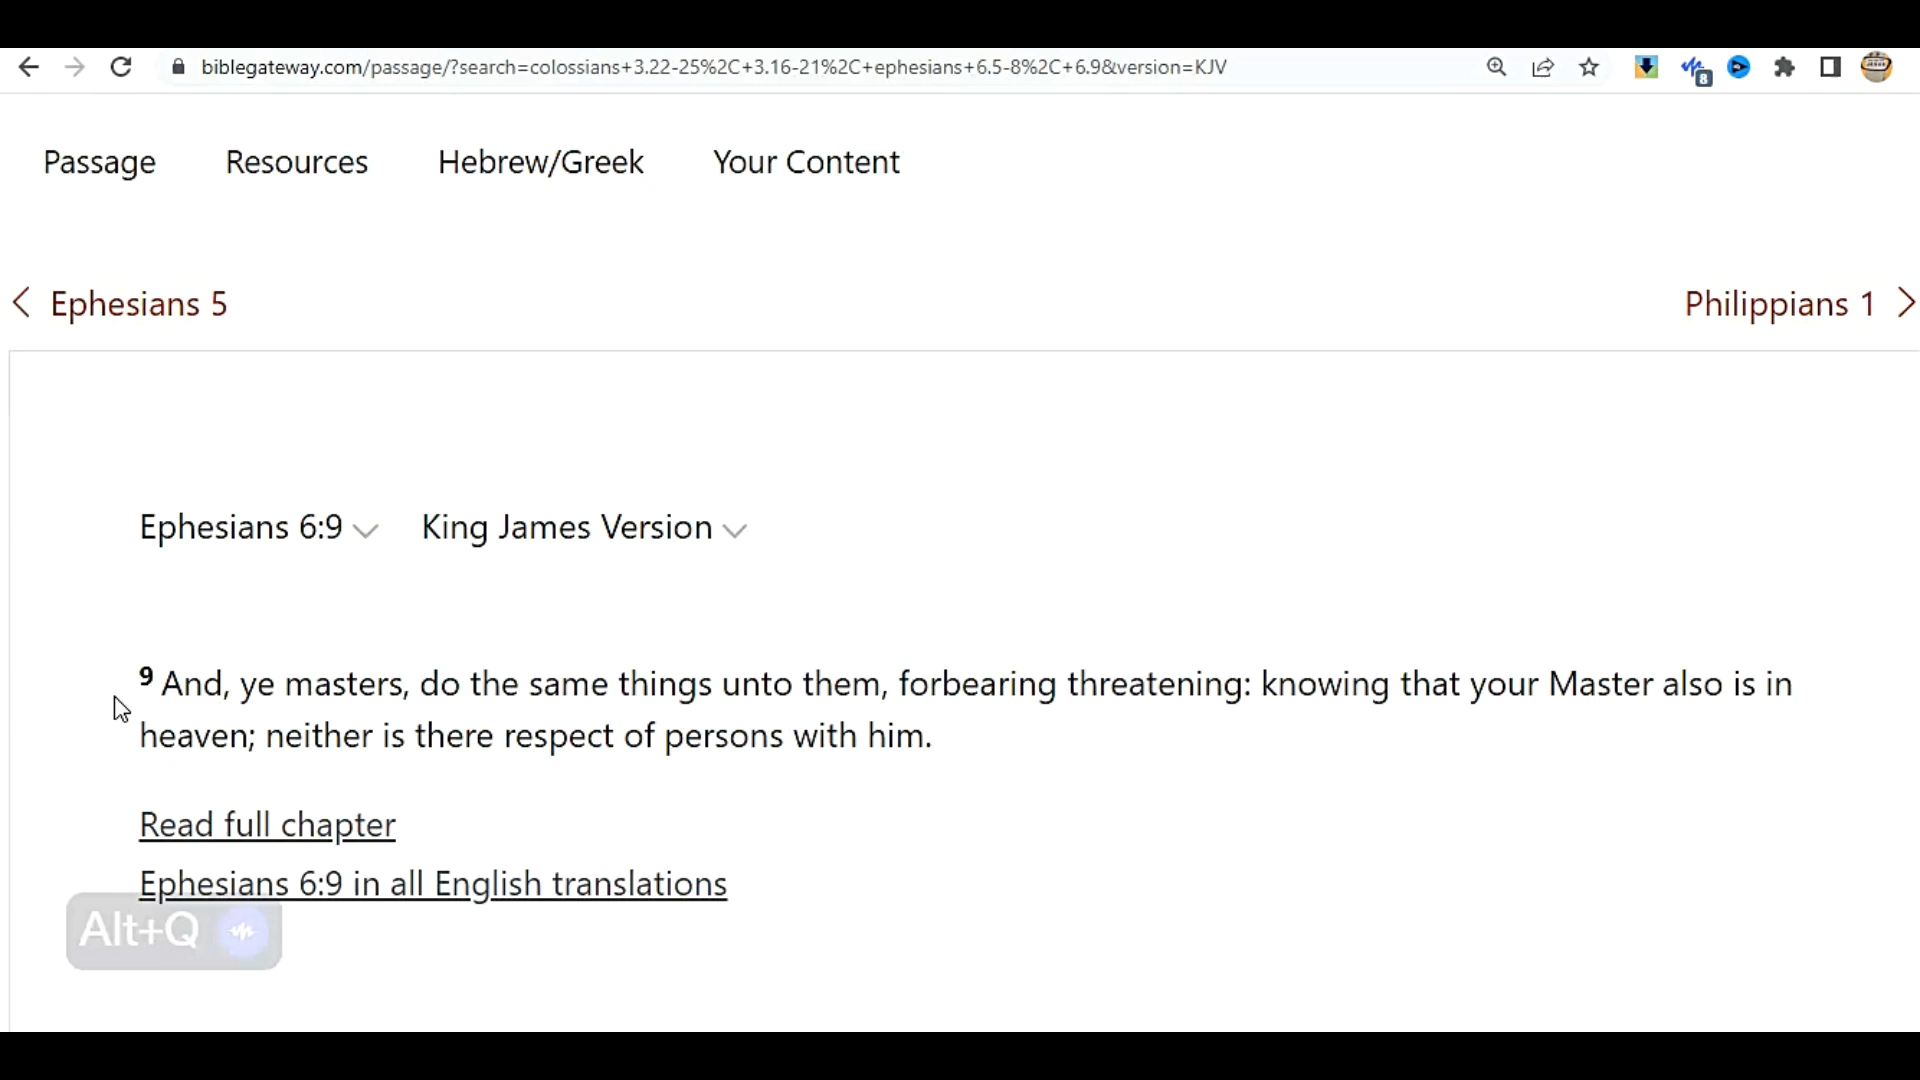 biblegateway.com/passage/?search=colossians+3.22-25%2C+3.16-21%2C+ephesians+6.5-8%2C+6.9&version=KJV
8
Passage Resources Hebrew/Greek Your Content
Ephesians 5 Philippians 1
Ephesians 6:9 King James Version
9 And, ye masters, do the same things unto them, forbearing threatening: knowing that your Master also is in
heaven; neither is there respect of persons with him.
Read full chapter
Ephesians 6:9 in all English translations
Alt+Q